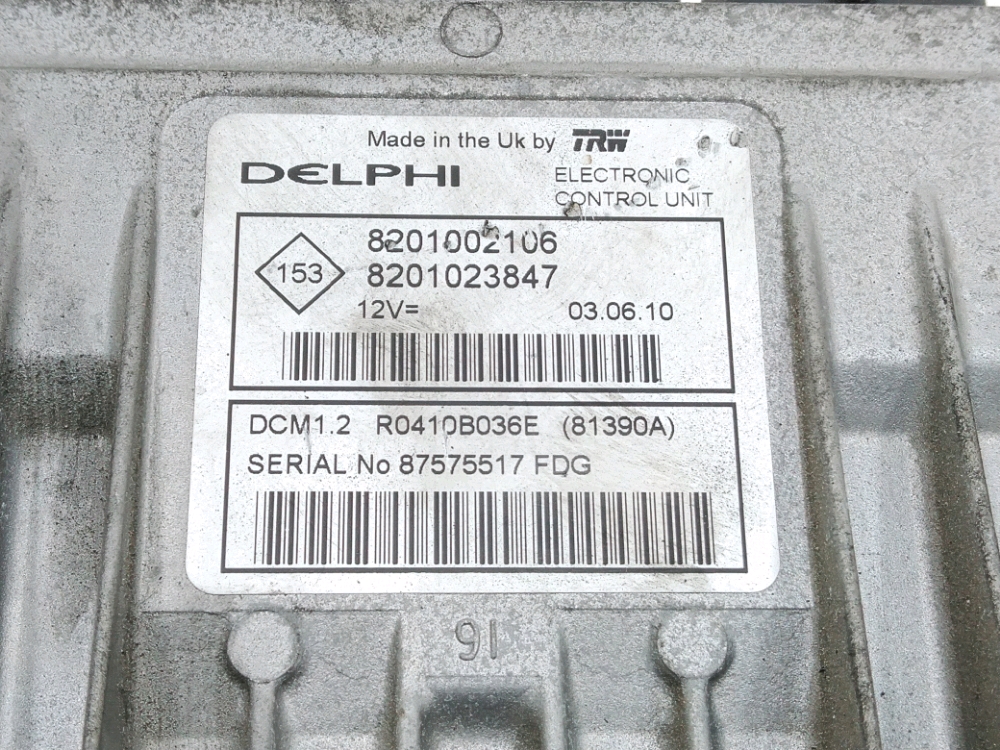 Made in the Uk by TRW
DELPHI
ELECTRONIC
CONTROL UNIT
8201002106
153
8201023847
12V= 03.06.10
DCM1.2 R0410B036E (81390A)
SERIAL No 87575517 FDG
91